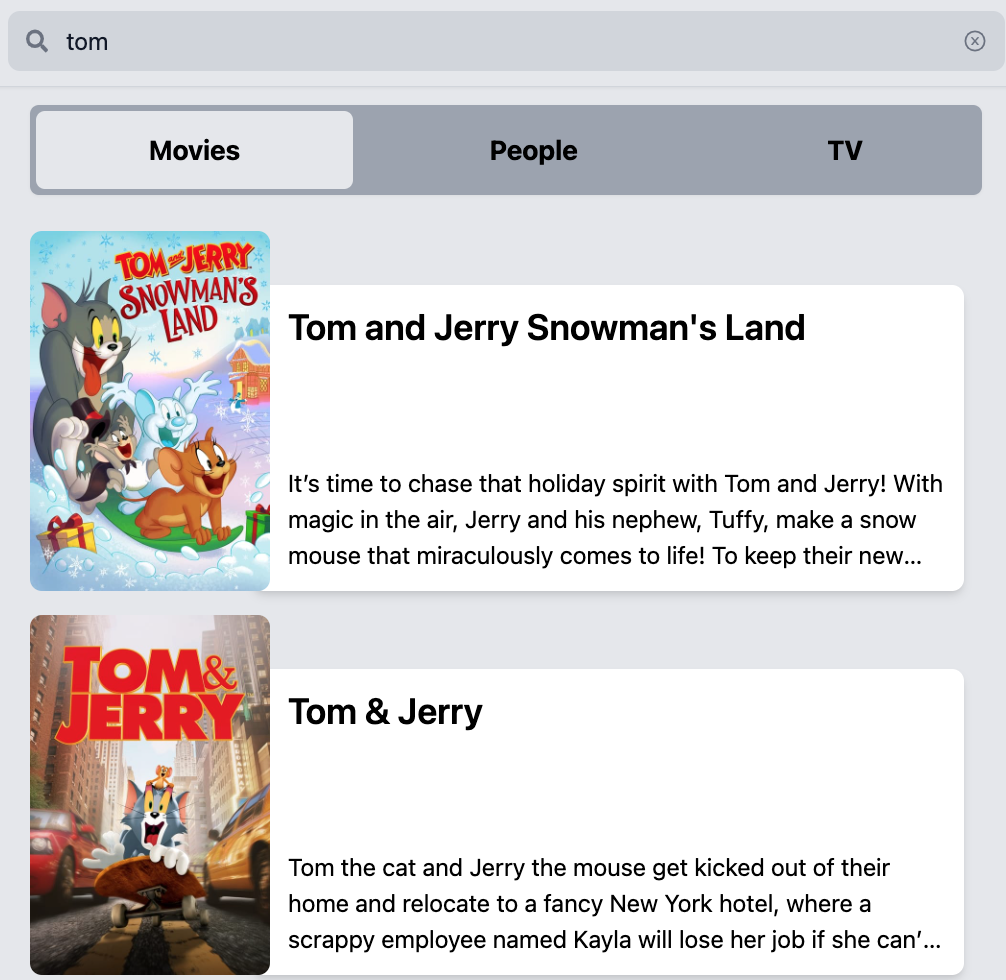 tom
Movies People TV
TOM and JERRY
SNOWMAN'S
LAND
Tom and Jerry Snowman's Land
It’s time to chase that holiday spirit with Tom and Jerry! With
magic in the air, Jerry and his nephew, Tuffy, make a snow
mouse that miraculously comes to life! To keep their new...
TOM &
JERRY
Tom & Jerry
Tom the cat and Jerry the mouse get kicked out of their
home and relocate to a fancy New York hotel, where a
scrappy employee named Kayla will lose her job if she can’...